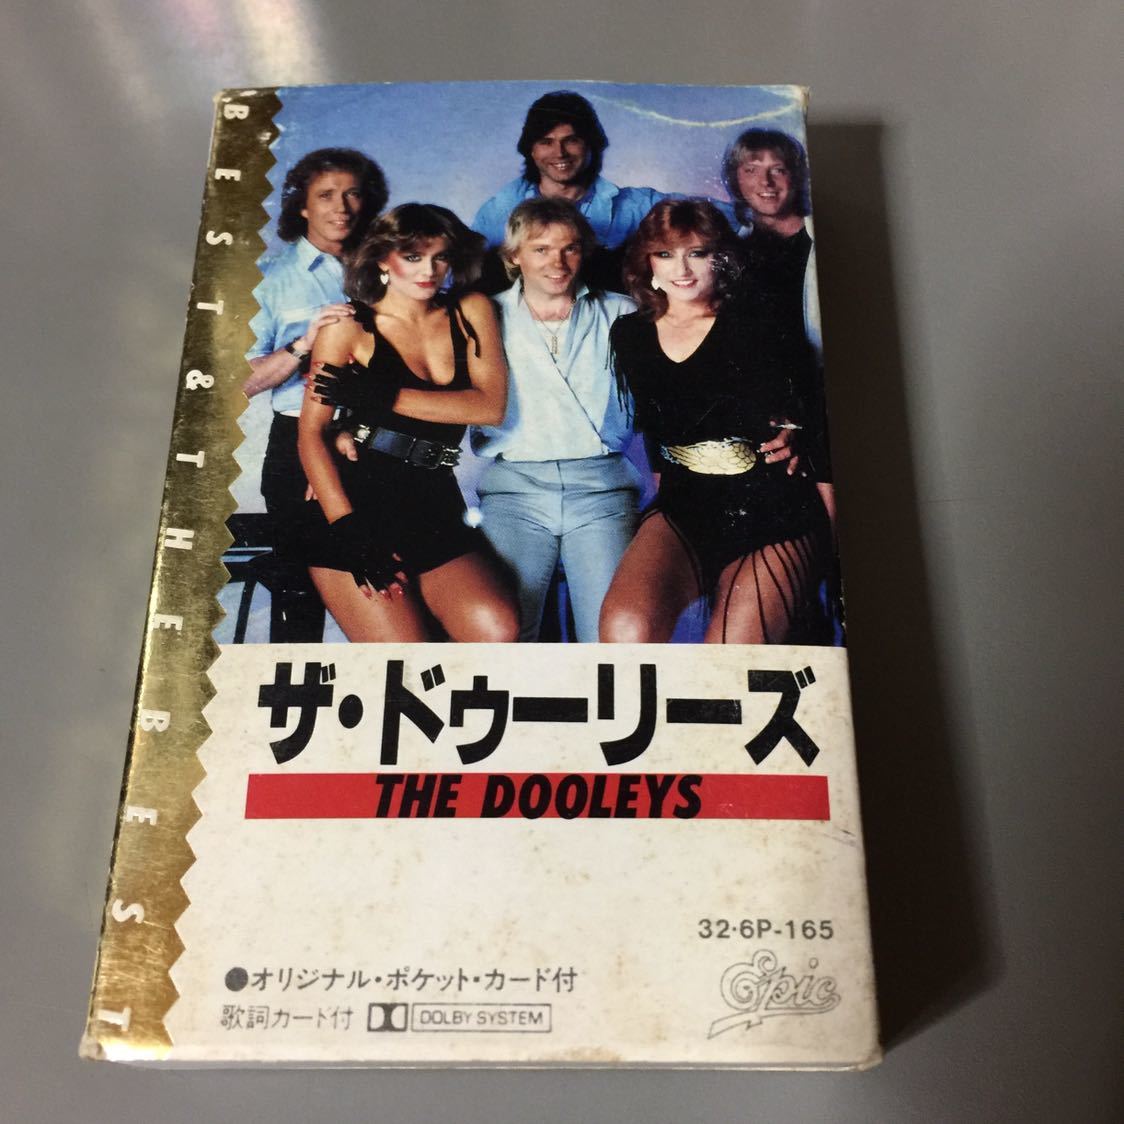 BEST & THE BEST
ザ・ドゥーリーズ
THE DOOLEYS
32・6P-165
Epic
●オリジナル・ポケット・カード付
歌詞カード付 DOLBY SYSTEM